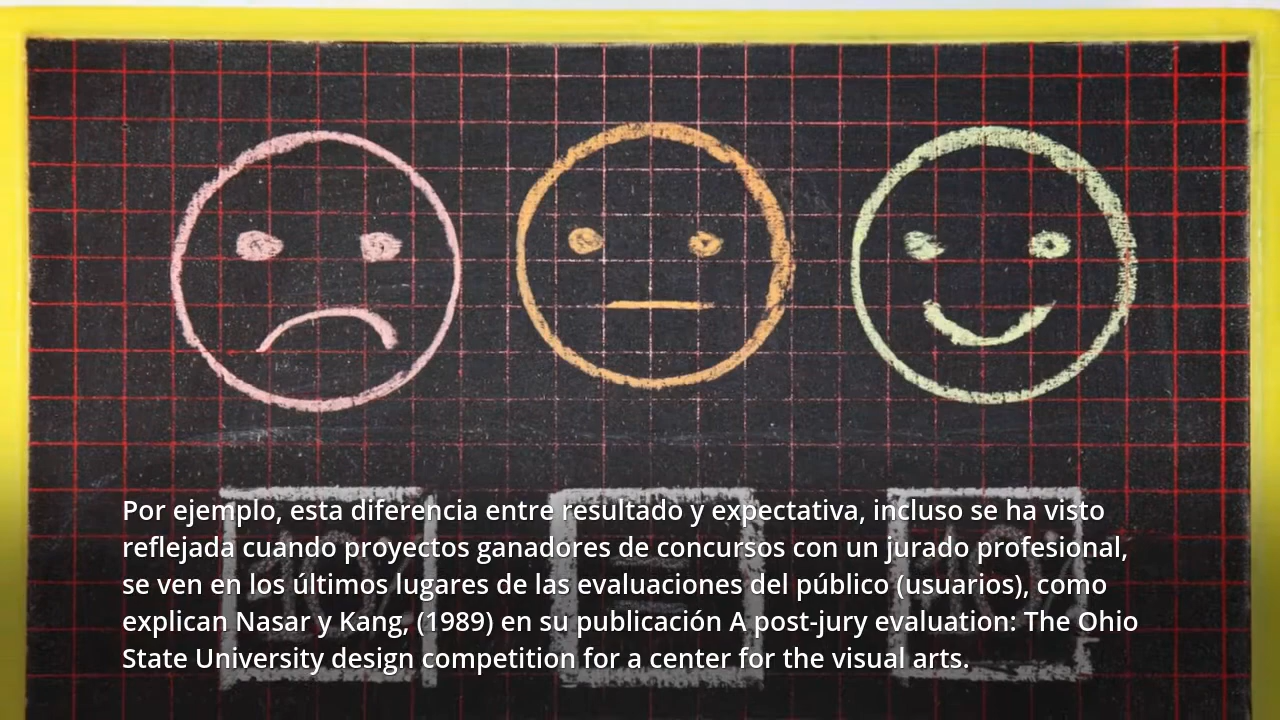 Por ejemplo, esta diferencia entre resultado y expectativa, incluso se ha visto
reflejada cuando proyectos ganadores de concursos con un jurado profesional,
se ven en los últimos lugares de las evaluaciones del público (usuarios), como
explican Nasar y Kang, (1989) en su publicación A post-jury evaluation: The Ohio
State University design competition for a center for the visual arts.